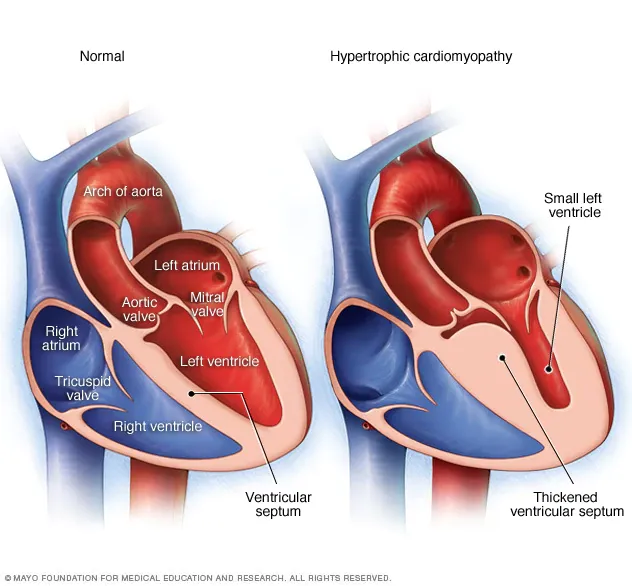 Normal
Hypertrophic cardiomyopathy
Arch of aorta
Left atrium
Aortic
valve
Mitral
valve
Right
atrium
Left ventricle
Tricuspid
valve
Right ventricle
Ventricular
septum
Small left
ventricle
Thickened
ventricular septum
© MAYO FOUNDATION FOR MEDICAL EDUCATION AND RESEARCH. ALL RIGHTS RESERVED.